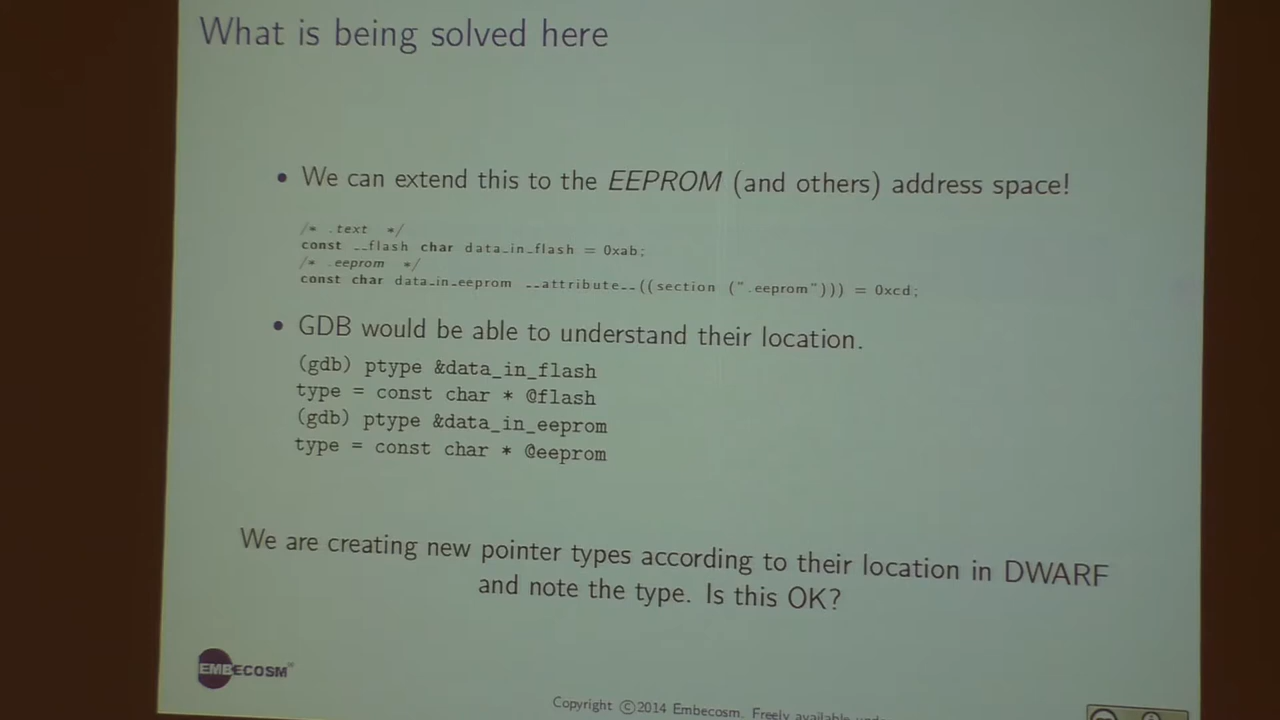 What is being solved here
• We can extend this to the EEPROM (and others) address space!
/* .text */
const __flash char data_in_flash = 0xab;
/* .eeprom */
const char data_in_eeprom __attribute__((section (".eeprom"))) = 0xcd;
• GDB would be able to understand their location.
(gdb) ptype &data_in_flash
type = const char * @flash
(gdb) ptype &data_in_eeprom
type = const char * @eeprom
We are creating new pointer types according to their location in DWARF
and note the type. Is this OK?
EMBECOSM®
Copyright ©2014 Embecosm. Freely available